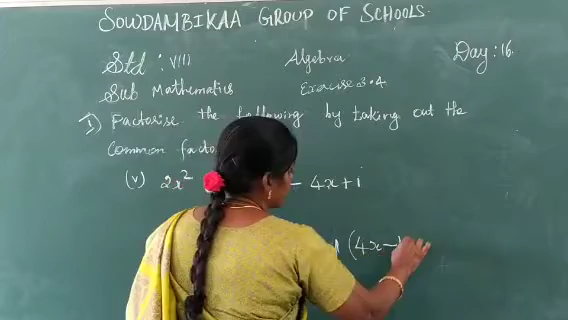 SOWDAMBIKAA GROUP OF SCHOOLS.
Std : VIII Algebra Day : 16.
Sub Mathematics Exercise 3.4
1) Factorise the following by taking out the
Common facto
(v) 2x² - 4x + 1
(4x -